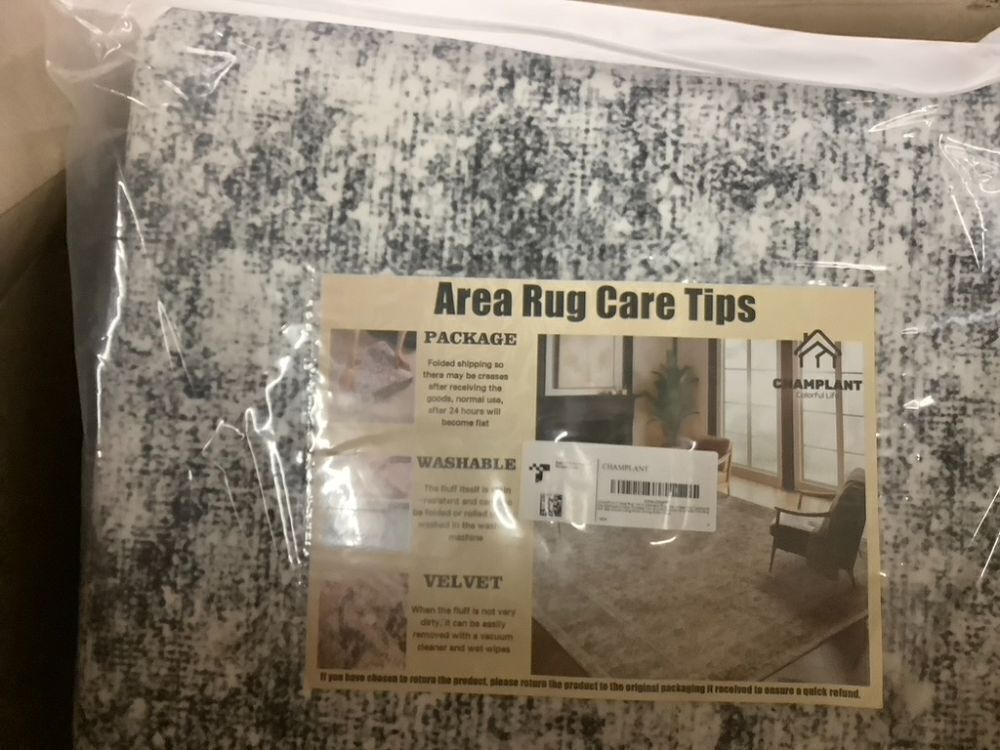 Area Rug Care Tips
PACKAGE
Folded shipping so
there may be creases
after receiving the
goods, normal use,
after 24 hours will
become flat
WASHABLE
The fluff itself is
and can
be folded or rolled
washed in the
machine
VELVET
When the fluff is not very
dirty, it can be easily
removed with a vacuum
cleaner and wet wipes
CHAMPLANT
Colorful Life
CHAMPLANT
If you have chosen to return the product, please return the product to the original packaging it received to ensure a quick refund.